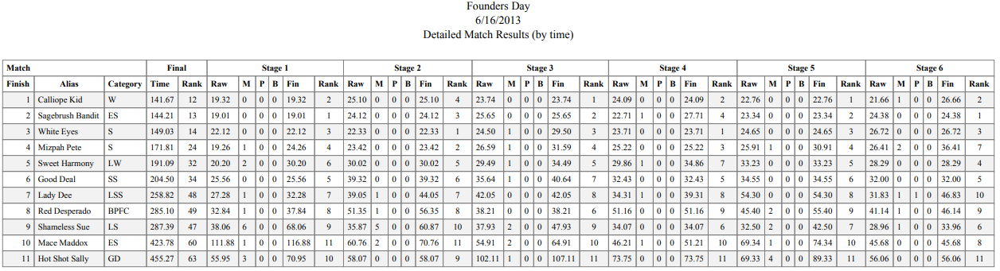 Founders Day
6/16/2013
Detailed Match Results (by time)
Match Final Stage 1 Stage 2 Stage 3 Stage 4 Stage 5 Stage 6
Finish Alias Category Time Rank Raw M P B Fin Rank Raw M P B Fin Rank Raw M P B Fin Rank Raw M P B Fin Rank Raw M P B Fin Rank Raw M P B Fin Rank
1 Calliope Kid W 141.67 12 19.32 0 0 0 19.32 2 25.10 0 0 0 25.10 4 23.74 0 0 0 23.74 1 24.09 0 0 0 24.09 2 22.76 0 0 0 22.76 1 21.66 1 0 0 26.66 2
2 Sagebrush Bandit ES 144.21 13 19.01 0 0 0 19.01 1 24.12 0 0 0 24.12 3 25.65 0 0 0 25.65 2 22.71 1 0 0 27.71 4 23.34 0 0 0 23.34 2 24.38 0 0 0 24.38 1
3 White Eyes S 149.03 14 22.12 0 0 0 22.12 3 22.33 0 0 0 22.33 1 24.50 1 0 0 29.50 3 23.71 0 0 0 23.71 1 24.65 0 0 0 24.65 3 26.72 0 0 0 26.72 3
4 Mizpah Pete S 171.81 24 19.26 1 0 0 24.26 4 23.42 0 0 0 23.42 2 26.59 1 0 0 31.59 4 25.22 0 0 0 25.22 3 25.91 1 0 0 30.91 4 26.41 2 0 0 36.41 7
5 Sweet Harmony LW 191.09 32 20.20 2 0 0 30.20 6 30.02 0 0 0 30.02 5 29.49 1 0 0 34.49 5 29.86 1 0 0 34.86 7 33.23 0 0 0 33.23 5 28.29 0 0 0 28.29 4
6 Good Deal SS 204.50 34 25.56 0 0 0 25.56 5 39.32 0 0 0 39.32 6 35.64 1 0 0 40.64 7 32.43 0 0 0 32.43 5 34.55 0 0 0 34.55 6 32.00 0 0 0 32.00 5
7 Lady Dee LSS 258.82 48 27.28 1 0 0 32.28 7 39.05 1 0 0 44.05 7 42.05 0 0 0 42.05 8 34.31 1 0 0 39.31 8 54.30 0 0 0 54.30 8 31.83 1 1 0 46.83 10
8 Red Desperado BPFC 285.10 49 32.84 1 0 0 37.84 8 51.35 1 0 0 56.35 8 38.21 0 0 0 38.21 6 51.16 0 0 0 51.16 9 45.40 2 0 0 55.40 9 41.14 1 0 0 46.14 9
9 Shameless Sue LS 287.39 47 38.06 6 0 0 68.06 9 35.87 5 0 0 60.87 10 37.93 2 0 0 47.93 9 34.07 0 0 0 34.07 6 32.50 2 0 0 42.50 7 28.96 1 0 0 33.96 6
10 Mace Maddox ES 423.78 60 111.88 1 0 0 116.88 11 60.76 2 0 0 70.76 11 54.91 2 0 0 64.91 10 46.21 1 0 0 51.21 10 69.34 1 0 0 74.34 10 45.68 0 0 0 45.68 8
11 Hot Shot Sally GD 455.27 63 55.95 3 0 0 70.95 10 58.07 0 0 0 58.07 9 102.11 1 0 0 107.11 11 73.75 0 0 0 73.75 11 69.33 4 0 0 89.33 11 56.06 0 0 0 56.06 11